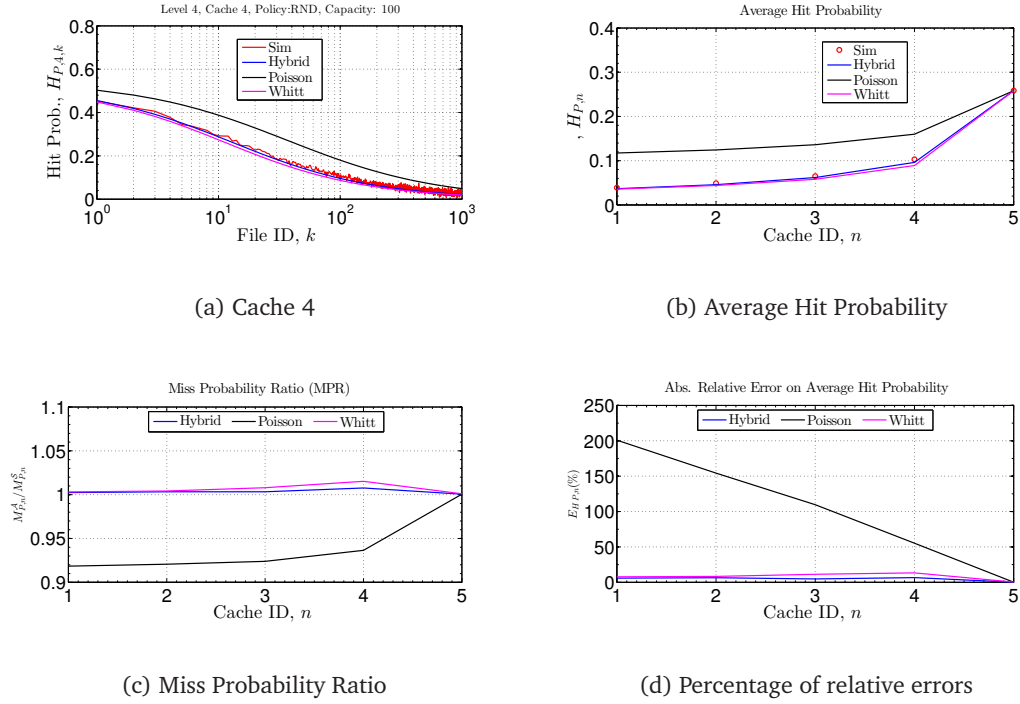 Level 4, Cache 4, Policy:RND, Capacity: 100
0.8
0.6
0.4
0.2
0
Hit Prob., H_{P,4,k}
Sim
Hybrid
Poisson
Whitt
10^0
10^1
10^2
10^3
File ID, k
(a) Cache 4
Average Hit Probability
0.4
0.3
0.2
0.1
0
, H_{P,n}
Sim
Hybrid
Poisson
Whitt
1 2 3 4 5
Cache ID, n
(b) Average Hit Probability
Miss Probability Ratio (MPR)
1.1
1.05
1
0.95
0.9
M^A_{P,n}/M^S_{P,n}
Hybrid Poisson Whitt
1 2 3 4 5
Cache ID, n
(c) Miss Probability Ratio
Abs. Relative Error on Average Hit Probability
250
200
150
100
50
0
E_{HP,n}(%)
Hybrid Poisson Whitt
1 2 3 4 5
Cache ID, n
(d) Percentage of relative errors